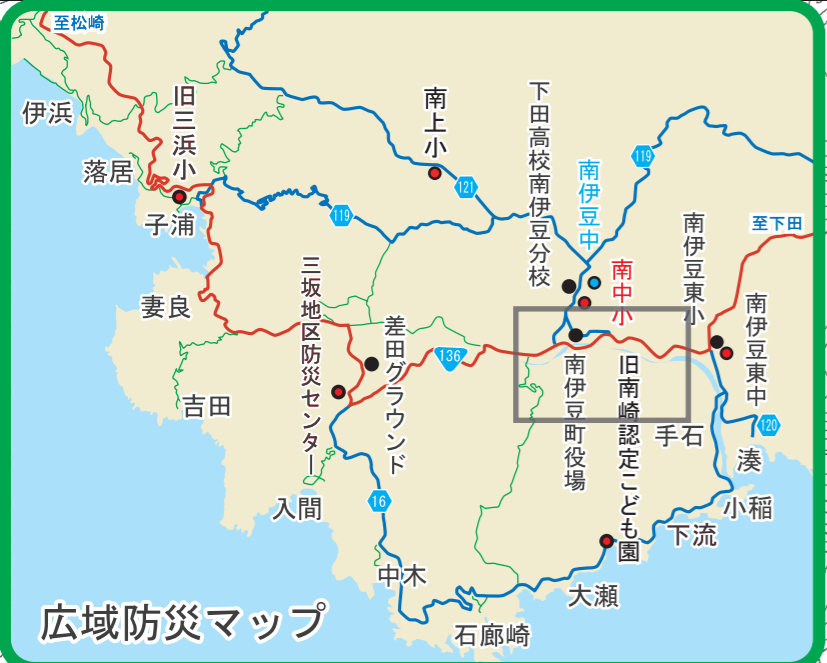 至松崎
伊浜
旧三浜小
落居
子浦
119
南上小
121
下田高校南伊豆分校
南伊豆中
119
南中小
南伊豆東小
至下田
妻良
三坂地区防災センター
差田グラウンド
136
南伊豆東中
吉田
南伊豆町役場
旧南崎認定こども園
手石
120
湊
入間
16
小稲
下流
中木
大瀬
石廊崎
広域防災マップ